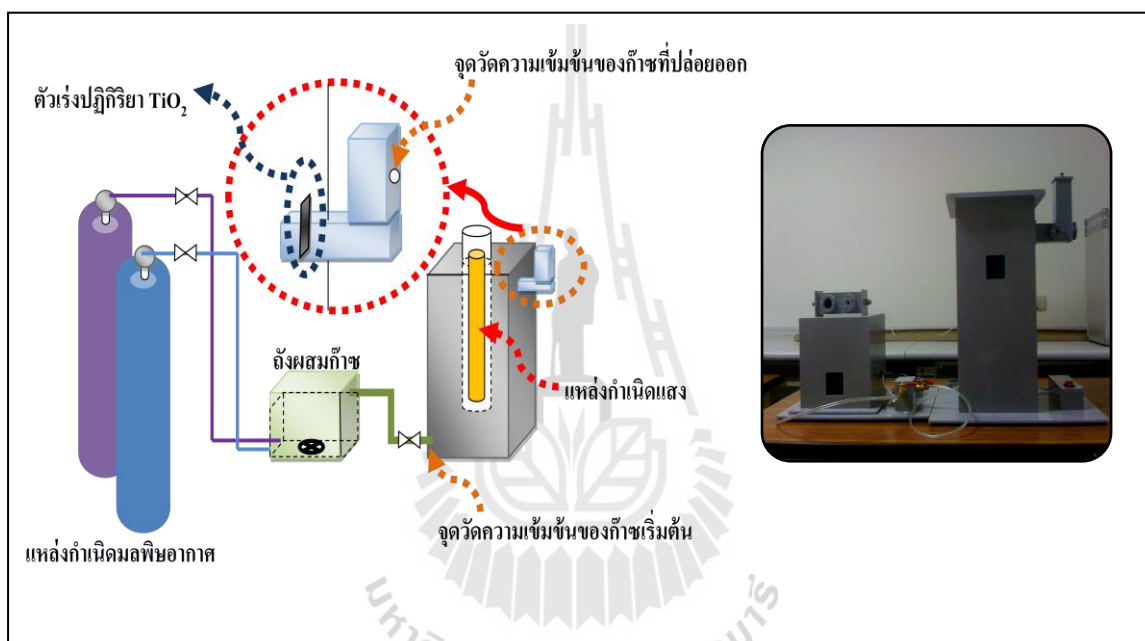 จุดวัดความเข้มข้นของก๊าซที่ปล่อยออก
ตัวเร่งปฏิกิริยา TiO2
ถังผสมก๊าซ
แหล่งกำเนิดแสง
จุดวัดความเข้มข้นของก๊าซเริ่มต้น
แหล่งกำเนิดมลพิษอากาศ